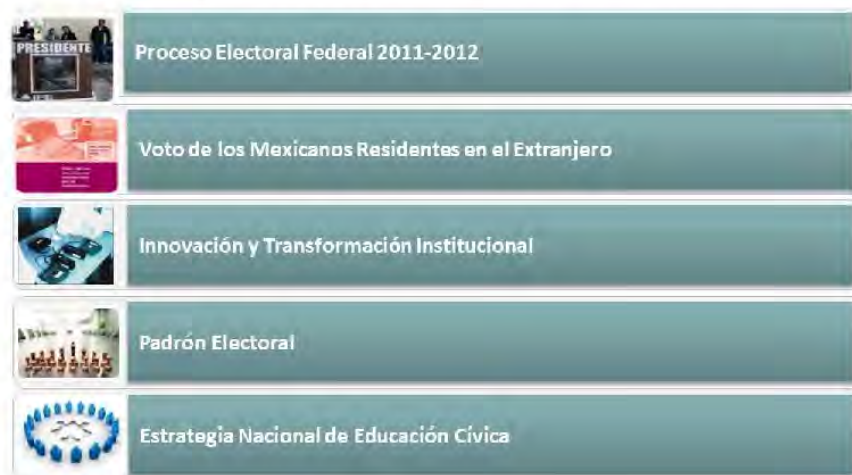 PRESIDENTE
Proceso Electoral Federal 2011-2012
Voto de los Mexicanos Residentes en el Extranjero
Innovación y Transformación Institucional
Padrón Electoral
Estrategia Nacional de Educación Cívica